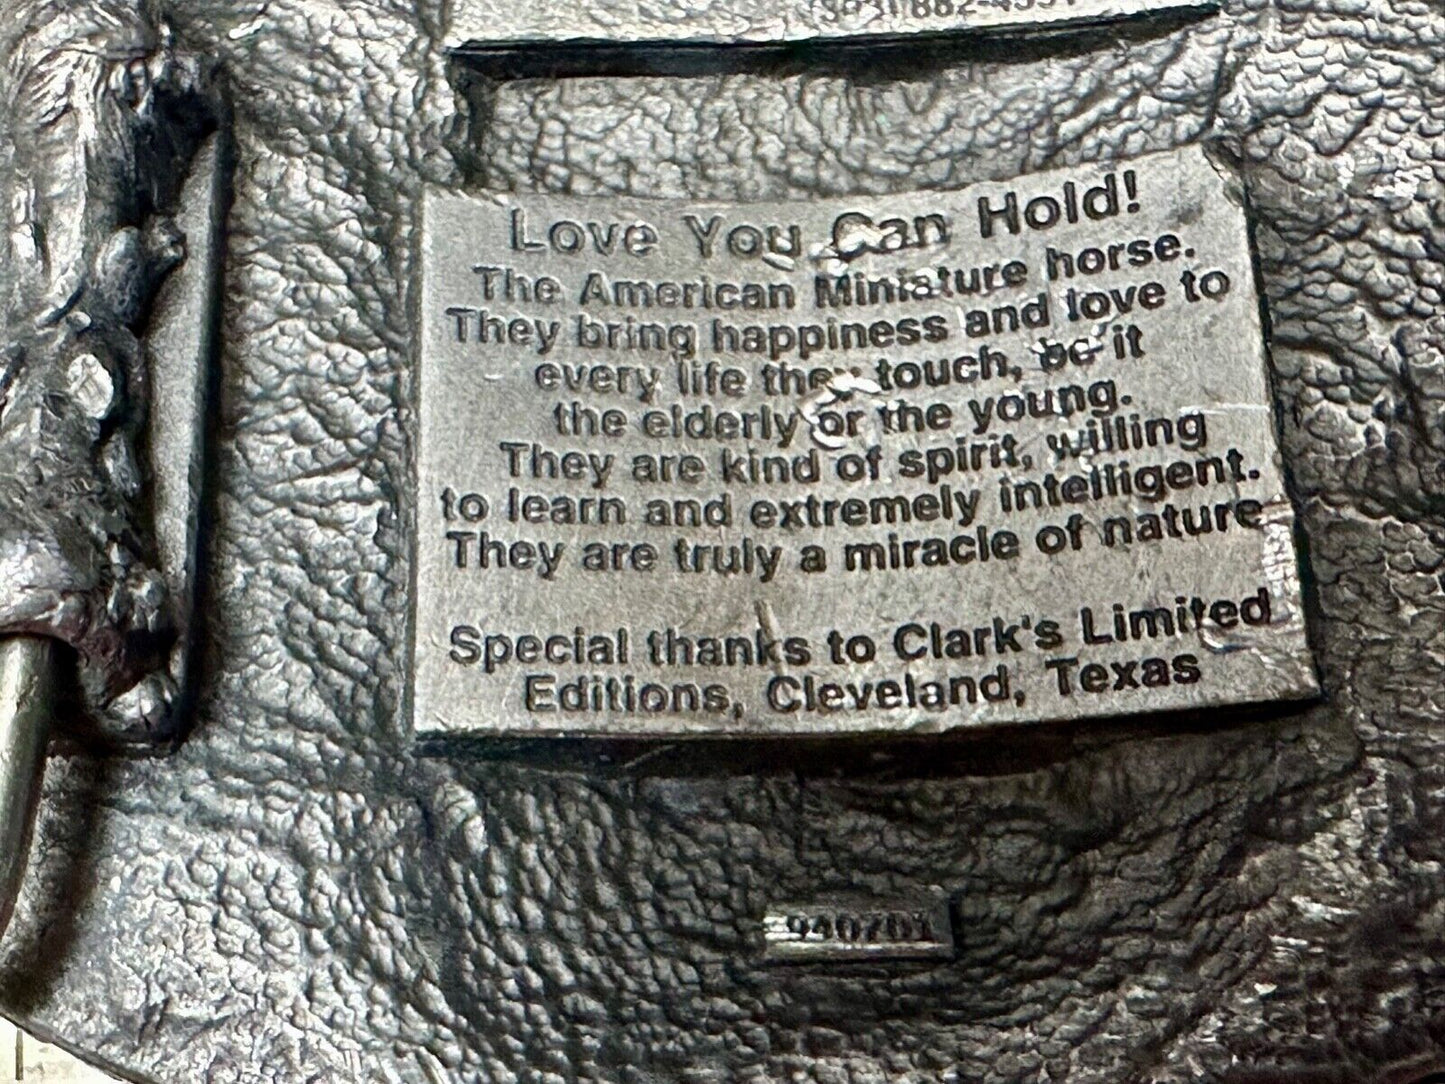 Love You Can Hold!
The American Miniature horse.
They bring happiness and love to
every life they touch, be it
the elderly or the young.
They are kind of spirit, willing
to learn and extremely intelligent.
They are truly a miracle of nature
Special thanks to Clark's Limited
Editions, Cleveland, Texas
940701